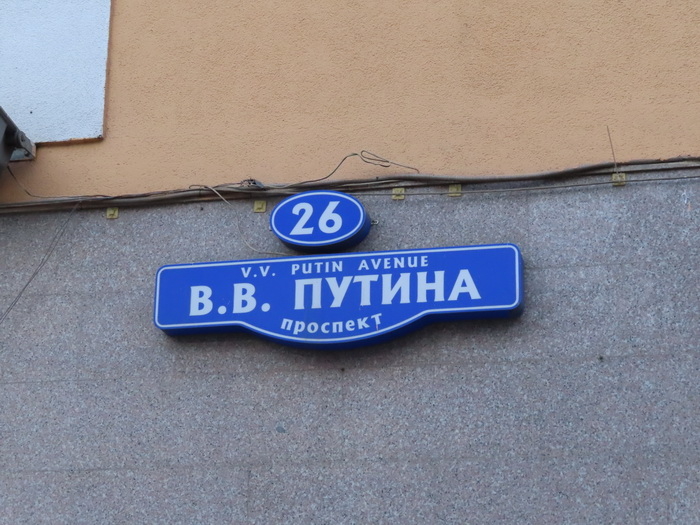 26
V.V. PUTIN AVENUE
В.В. ПУТИНА
проспект